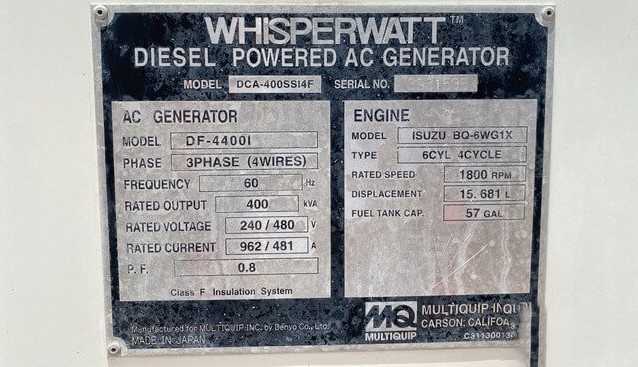 WHISPERWATT™
DIESEL POWERED AC GENERATOR
MODEL DCA-400SSI4F SERIAL NO.
AC GENERATOR
MODEL DF-4400I
PHASE 3PHASE (4WIRES)
FREQUENCY 60 Hz
RATED OUTPUT 400 kVA
RATED VOLTAGE 240 / 480 V
RATED CURRENT 962 / 481 A
P. F. 0.8
Class F Insulation System
ENGINE
MODEL ISUZU BQ-6WG1X
TYPE 6CYL 4CYCLE
RATED SPEED 1800 RPM
DISPLACEMENT 15.681 L
FUEL TANK CAP. 57 GAL
Manufactured for MULTIQUIP INC. by Denyo Co., Ltd.
MADE IN JAPAN
MQ
MULTIQUIP
MULTIQUIP
CARSON,